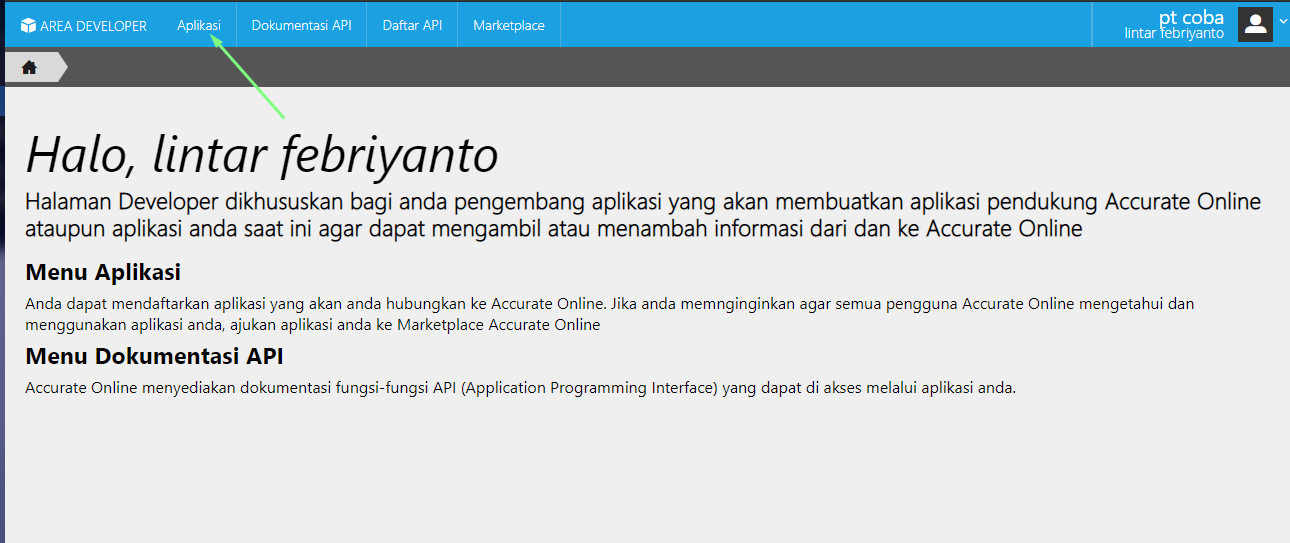 AREA DEVELOPER
Aplikasi
Dokumentasi API
Daftar API
Marketplace
pt coba
lintar febriyanto
Halo, lintar febriyanto
Halaman Developer dikhususkan bagi anda pengembang aplikasi yang akan membuatkan aplikasi pendukung Accurate Online
ataupun aplikasi anda saat ini agar dapat mengambil atau menambah informasi dari dan ke Accurate Online
Menu Aplikasi
Anda dapat mendaftarkan aplikasi yang akan anda hubungkan ke Accurate Online. Jika anda memnginginkan agar semua pengguna Accurate Online mengetahui dan
menggunakan aplikasi anda, ajukan aplikasi anda ke Marketplace Accurate Online
Menu Dokumentasi API
Accurate Online menyediakan dokumentasi fungsi-fungsi API (Application Programming Interface) yang dapat di akses melalui aplikasi anda.